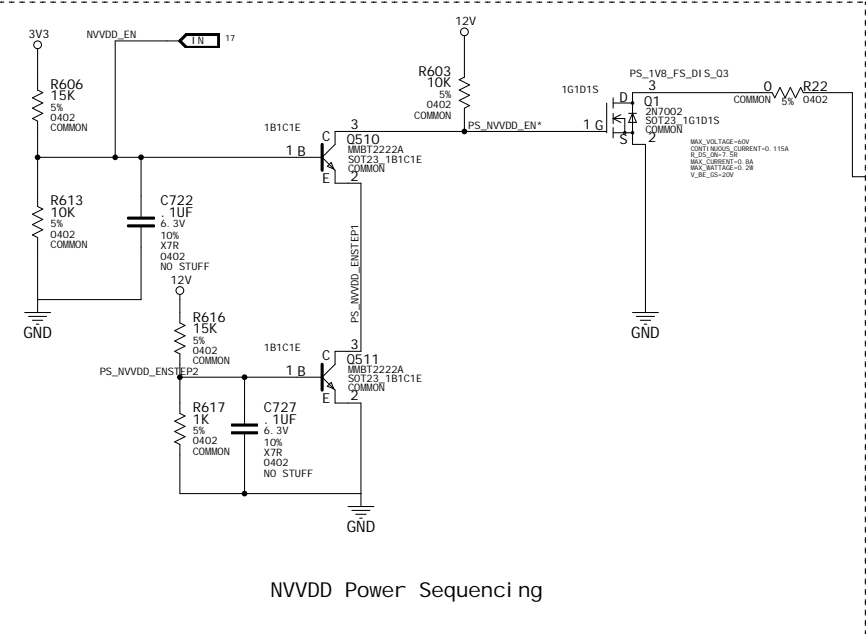 3V3
NVVDD_EN
IN
17
R606
15K
5%
0402
COMMON
R613
10K
5%
0402
COMMON
GND
C722
.1UF
6.3V
10%
X7R
0402
NO STUFF
1B1C1E
1 B
C
3
Q510
MMBT2222A
SOT23_1B1C1E
COMMON
E
2
12V
R603
10K
5%
0402
COMMON
PS_NVVDD_EN*
1G1D1S
1 G
D
3
PS_1V8_FS_DIS_Q3
Q1
2N7002
SOT23_1G1D1S
COMMON
S
2
MAX_VOLTAGE=60V
CONTINUOUS_CURRENT=0.115A
R_DS_ON=7.5R
MAX_CURRENT=0.8A
MAX_WATTAGE=0.2W
V_BE_GS=20V
0
R22
COMMON
5%
0402
GND
PS_NVVDD_ENSTEP1
12V
R616
15K
5%
0402
COMMON
PS_NVVDD_ENSTEP2
R617
1K
5%
0402
COMMON
C727
.1UF
6.3V
10%
X7R
0402
NO STUFF
1B1C1E
1 B
C
3
Q511
MMBT2222A
SOT23_1B1C1E
COMMON
E
2
GND
NVVDD Power Sequencing